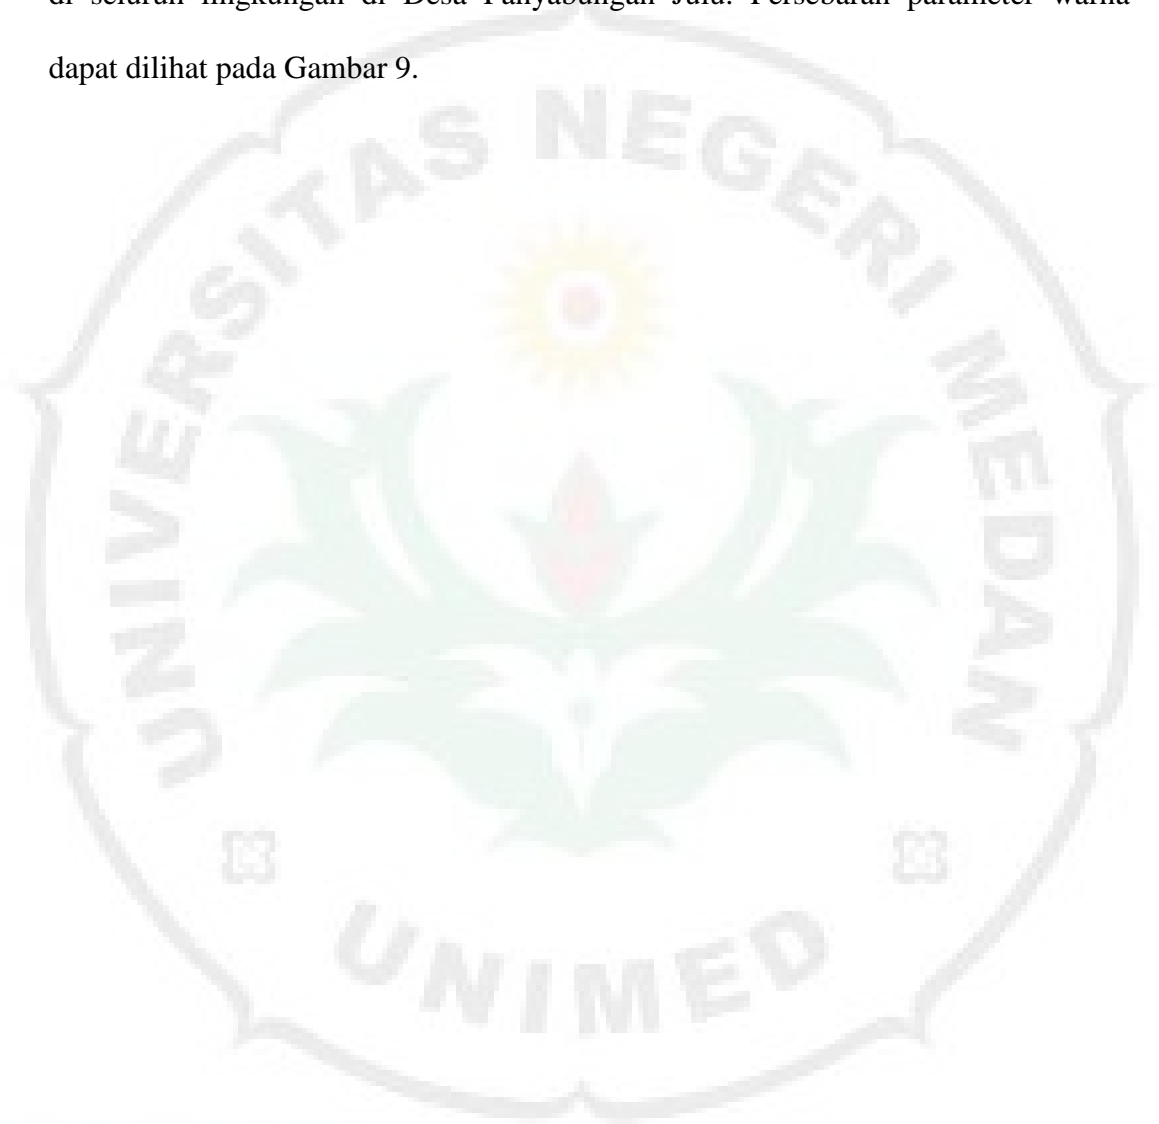 di seluruh lingkungan di Desa Panyabungan Julu. Persebaran parameter warna
dapat dilihat pada Gambar 9.
UNIVERSITAS NEGERI MEDAN
UNIMED